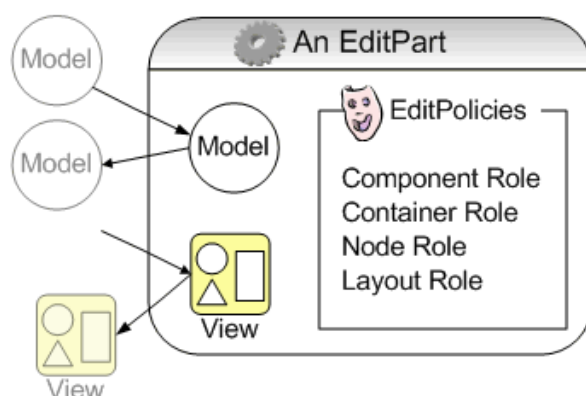 An EditPart
Model
Model
Model
EditPolicies
Component Role
Container Role
Node Role
Layout Role
View
View